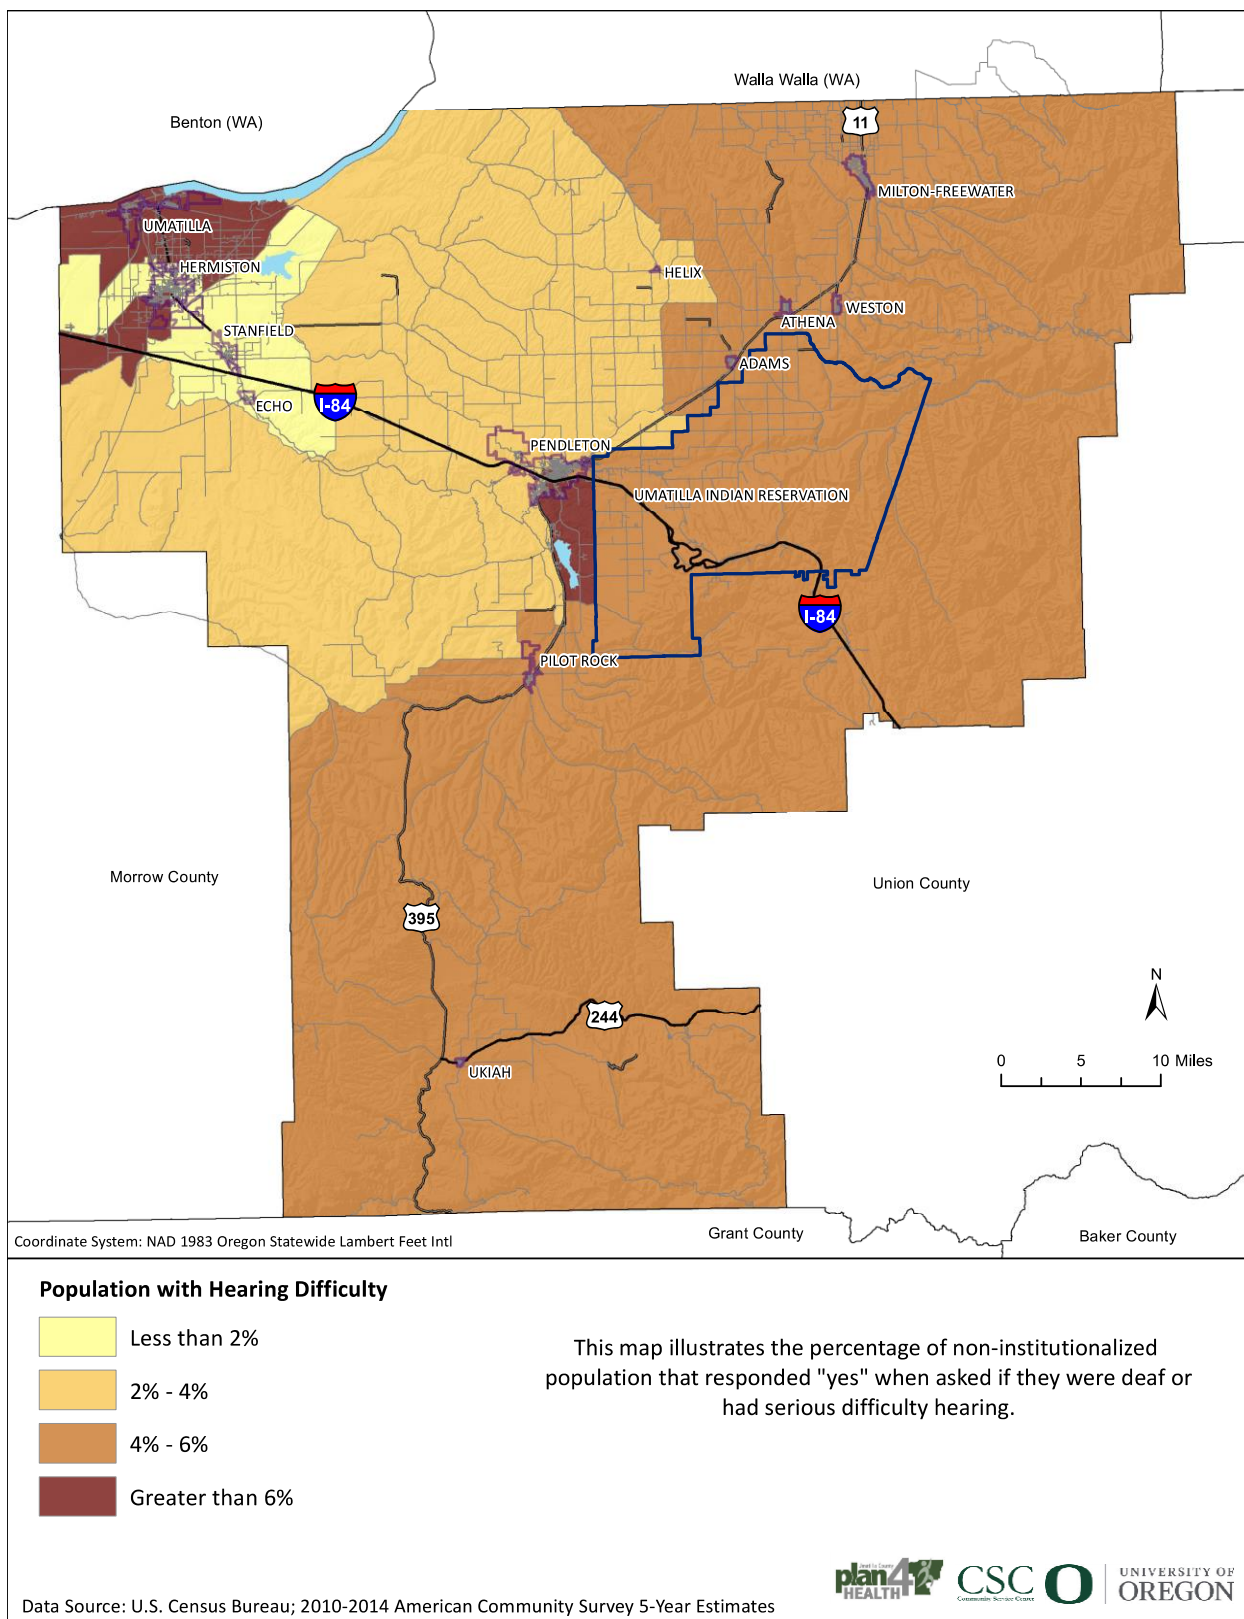 Walla Walla (WA)
Benton (WA)
11
MILTON-FREEWATER
UMATILLA
HERMISTON
HELIX
WESTON
ATHENA
STANFIELD
ADAMS
ECHO
I-84
PENDLETON
UMATILLA INDIAN RESERVATION
I-84
PILOT ROCK
Morrow County
Union County
395
N
244
0 5 10 Miles
UKIAH
Grant County
Baker County
Coordinate System: NAD 1983 Oregon Statewide Lambert Feet Intl
Population with Hearing Difficulty
Less than 2%
2% - 4%
4% - 6%
Greater than 6%
This map illustrates the percentage of non-institutionalized
population that responded "yes" when asked if they were deaf or
had serious difficulty hearing.
plan4
HEALTH
CSC
Community Service Center
O
UNIVERSITY OF
OREGON
Data Source: U.S. Census Bureau; 2010-2014 American Community Survey 5-Year Estimates